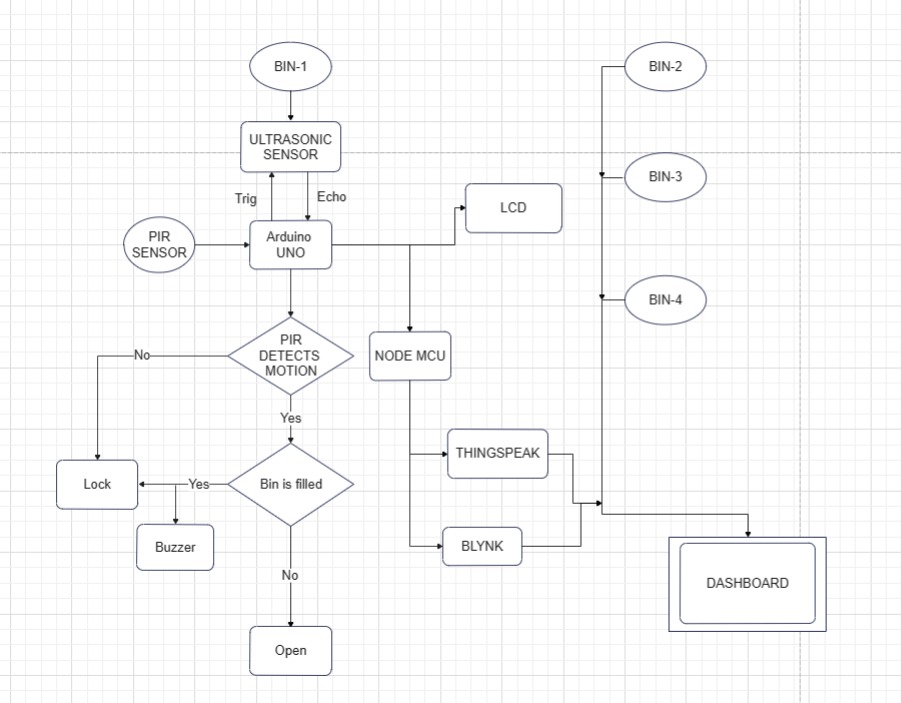 BIN-1
BIN-2
ULTRASONIC
SENSOR
BIN-3
Trig
Echo
LCD
PIR
SENSOR
Arduino
UNO
BIN-4
PIR
DETECTS
MOTION
NODE MCU
No
Yes
THINGSPEAK
Lock
Yes
Bin is filled
Buzzer
BLYNK
No
DASHBOARD
Open